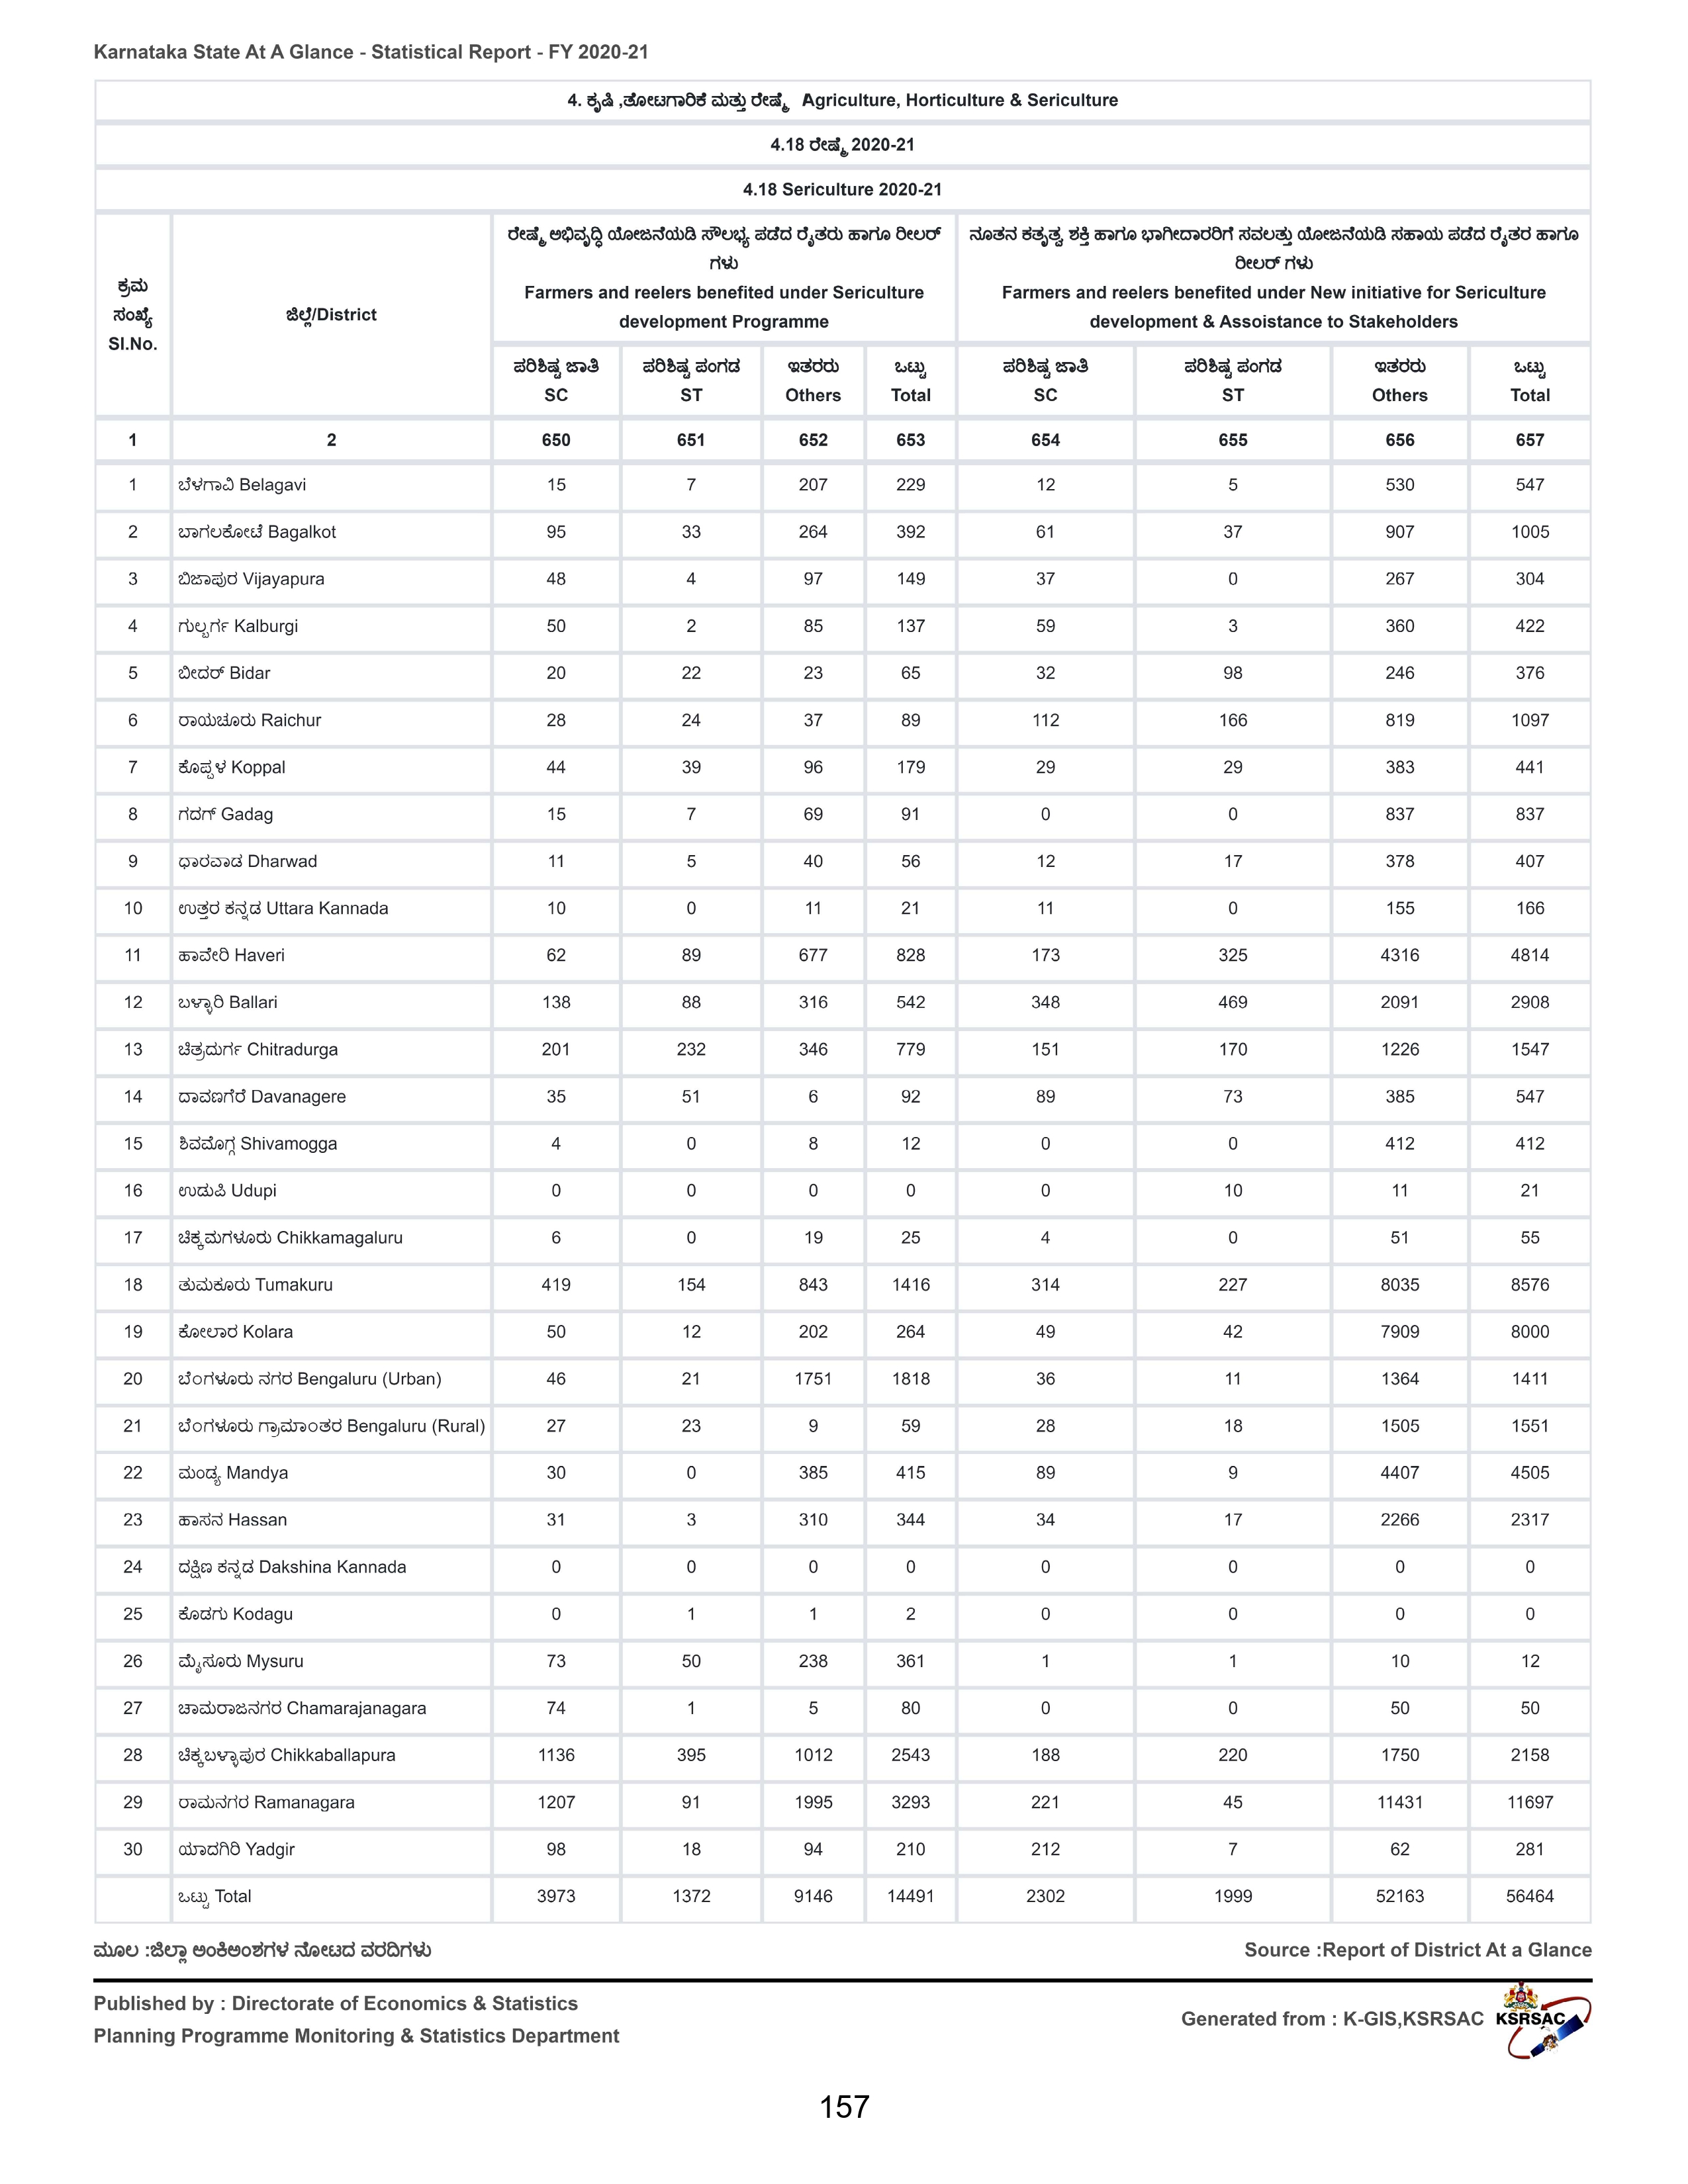 Karnataka State At A Glance - Statistical Report - FY 2020-21
4. ಕೃಷಿ ,ತೋಟಗಾರಿಕೆ ಮತ್ತು ರೇಷ್ಮೆ Agriculture, Horticulture & Sericulture
4.18 ರೇಷ್ಮೆ 2020-21
4.18 Sericulture 2020-21
ಕ್ರಮ ಸಂಖ್ಯೆ Sl.No.
ಜಿಲ್ಲೆ/District
ರೇಷ್ಮೆ ಅಭಿವೃದ್ಧಿ ಯೋಜನೆಯಡಿ ಸೌಲಭ್ಯ ಪಡೆದ ರೈತರು ಹಾಗೂ ರೀಲರ್
ಗಳು
Farmers and reelers benefited under Sericulture
development Programme
ನೂತನ ಕತೃತ್ವ ಶಕ್ತಿ ಹಾಗೂ ಭಾಗೀದಾರರಿಗೆ ಸವಲತ್ತು ಯೋಜನೆಯಡಿ ಸಹಾಯ ಪಡೆದ ರೈತರ ಹಾಗೂ
ರೀಲರ್ ಗಳು
Farmers and reelers benefited under New initiative for Sericulture
development & Assoistance to Stakeholders
ಪರಿಶಿಷ್ಟ ಜಾತಿ ಪರಿಶಿಷ್ಟ ಪಂಗಡ ಇತರರು ಒಟ್ಟು ಪರಿಶಿಷ್ಟ ಜಾತಿ ಪರಿಶಿಷ್ಟ ಪಂಗಡ ಇತರರು ಒಟ್ಟು
SC ST Others Total SC ST Others Total
1 2 650 651 652 653 654 655 656 657
1 ಬೆಳಗಾವಿ Belagavi 15 7 207 229 12 5 530 547
2 ಬಾಗಲಕೋಟೆ Bagalkot 95 33 264 392 61 37 907 1005
3 ಬಿಜಾಪುರ Vijayapura 48 4 97 149 37 0 267 304
4 ಗುಲ್ಬರ್ಗ Kalburgi 50 2 85 137 59 3 360 422
5 ಬೀದರ್ Bidar 20 22 23 65 32 98 246 376
6 ರಾಯಚೂರು Raichur 28 24 37 89 112 166 819 1097
7 ಕೊಪ್ಪಳ Koppal 44 39 96 179 29 29 383 441
8 ಗದಗ್ Gadag 15 7 69 91 0 0 837 837
9 ಧಾರವಾಡ Dharwad 11 5 40 56 12 17 378 407
10 ಉತ್ತರ ಕನ್ನಡ Uttara Kannada 10 0 11 21 11 0 155 166
11 ಹಾವೇರಿ Haveri 62 89 677 828 173 325 4316 4814
12 ಬಳ್ಳಾರಿ Ballari 138 88 316 542 348 469 2091 2908
13 ಚಿತ್ರದುರ್ಗ Chitradurga 201 232 346 779 151 170 1226 1547
14 ದಾವಣಗೆರೆ Davanagere 35 51 6 92 89 73 385 547
15 ಶಿವಮೊಗ್ಗ Shivamogga 4 0 8 12 0 0 412 412
16 ಉಡುಪಿ Udupi 0 0 0 0 0 10 11 21
17 ಚಿಕ್ಕಮಗಳೂರು Chikkamagaluru 6 0 19 25 4 0 51 55
18 ತುಮಕೂರು Tumakuru 419 154 843 1416 314 227 8035 8576
19 ಕೋಲಾರ Kolara 50 12 202 264 49 42 7909 8000
20 ಬೆಂಗಳೂರು ನಗರ Bengaluru (Urban) 46 21 1751 1818 36 11 1364 1411
21 ಬೆಂಗಳೂರು ಗ್ರಾಮಾಂತರ Bengaluru (Rural) 27 23 9 59 28 18 1505 1551
22 ಮಂಡ್ಯ Mandya 30 0 385 415 89 9 4407 4505
23 ಹಾಸನ Hassan 31 3 310 344 34 17 2266 2317
24 ದಕ್ಷಿಣ ಕನ್ನಡ Dakshina Kannada 0 0 0 0 0 0 0 0
25 ಕೊಡಗು Kodagu 0 1 1 2 0 0 0 0
26 ಮೈಸೂರು Mysuru 73 50 238 361 1 1 10 12
27 ಚಾಮರಾಜನಗರ Chamarajanagara 74 1 5 80 0 0 50 50
28 ಚಿಕ್ಕಬಳ್ಳಾಪುರ Chikkaballapura 1136 395 1012 2543 188 220 1750 2158
29 ರಾಮನಗರ Ramanagara 1207 91 1995 3293 221 45 11431 11697
30 ಯಾದಗಿರಿ Yadgir 98 18 94 210 212 7 62 281
ಒಟ್ಟು Total 3973 1372 9146 14491 2302 1999 52163 56464
ಮೂಲ :ಜಿಲ್ಲಾ ಅಂಕಿಅಂಶಗಳ ನೋಟದ ವರದಿಗಳು Source :Report of District At a Glance
Published by : Directorate of Economics & Statistics
Planning Programme Monitoring & Statistics Department
Generated from : K-GIS,KSRSAC
KSRSAC
157